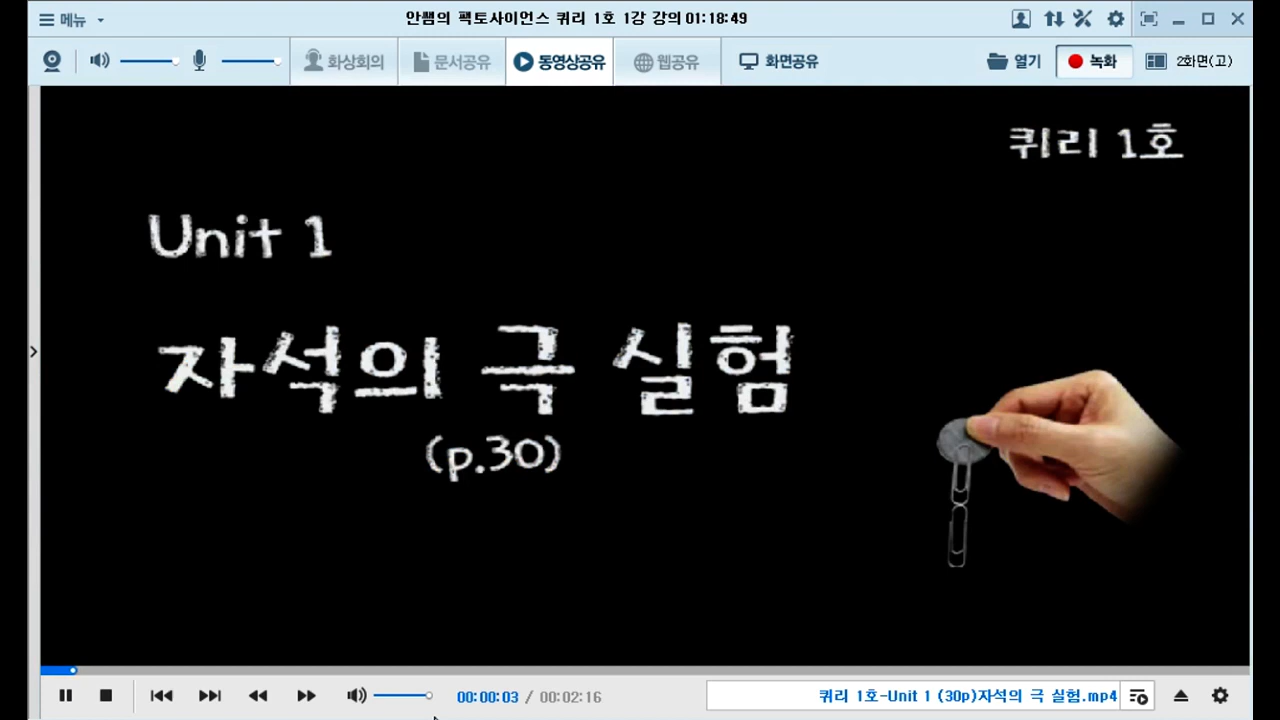 메뉴
안쌤의 팩토사이언스 퀴리 1호 1강 강의 01:18:49
화상회의
문서공유
동영상공유
웹공유
화면공유
열기
녹화
2화면(고)
퀴리 1호
Unit 1
자석의 극 실험
(p.30)
00:00:03 / 00:02:16
퀴리 1호-Unit 1 (30p)자석의 극 실험.mp4